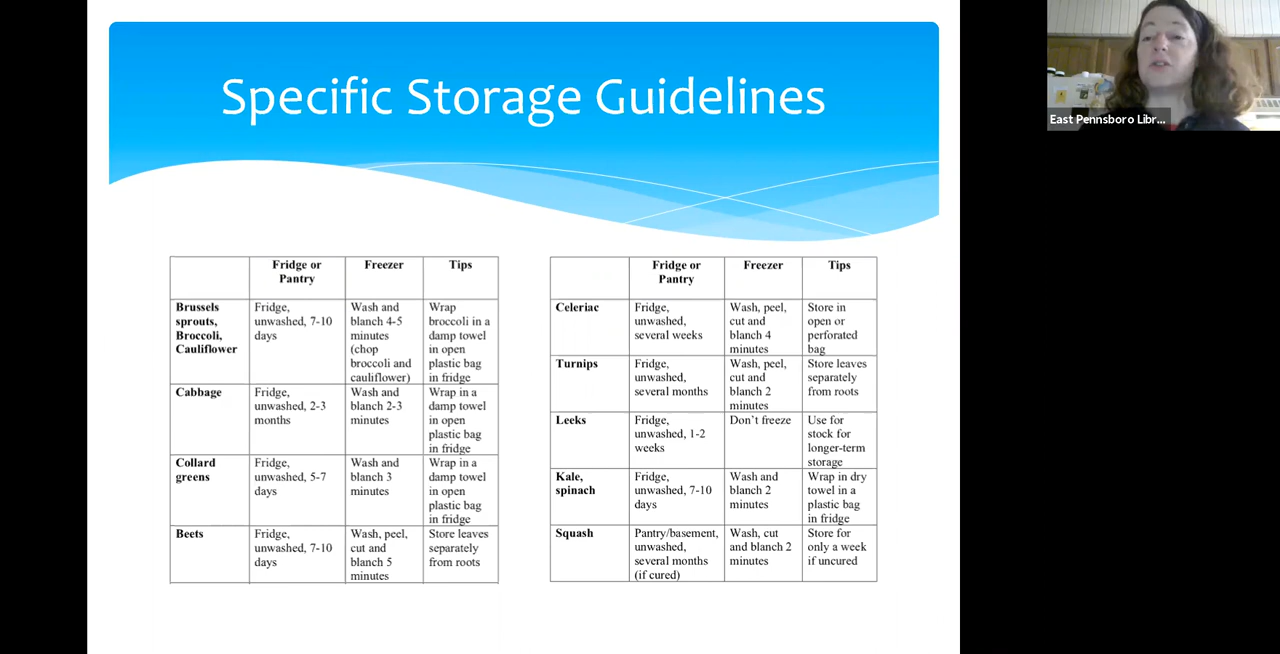 Specific Storage Guidelines
East Pennsboro Libr...
Fridge or
Pantry
Freezer
Tips
Brussels
sprouts,
Broccoli,
Cauliflower
Fridge,
unwashed, 7-10
days
Wash and
blanch 4-5
minutes
(chop
broccoli and
cauliflower)
Wrap
broccoli in a
damp towel
in open
plastic bag
in fridge
Cabbage
Fridge,
unwashed, 2-3
months
Wash and
blanch 2-3
minutes
Wrap in a
damp towel
in open
plastic bag
in fridge
Collard
greens
Fridge,
unwashed, 5-7
days
Wash and
blanch 3
minutes
Wrap in a
damp towel
in open
plastic bag
in fridge
Beets
Fridge,
unwashed, 7-10
days
Wash, peel,
cut and
blanch 5
minutes
Store leaves
separately
from roots
Fridge or
Pantry
Freezer
Tips
Celeriac
Fridge,
unwashed,
several weeks
Wash, peel,
cut and
blanch 4
minutes
Store in
open or
perforated
bag
Turnips
Fridge,
unwashed,
several months
Wash, peel,
cut and
blanch 2
minutes
Store leaves
separately
from roots
Leeks
Fridge,
unwashed, 1-2
weeks
Don't freeze
Use for
stock for
longer-term
storage
Kale,
spinach
Fridge,
unwashed, 7-10
days
Wash and
blanch 2
minutes
Wrap in dry
towel in a
plastic bag
in fridge
Squash
Pantry/basement,
unwashed,
several months
(if cured)
Wash, cut
and blanch 2
minutes
Store for
only a week
if uncured